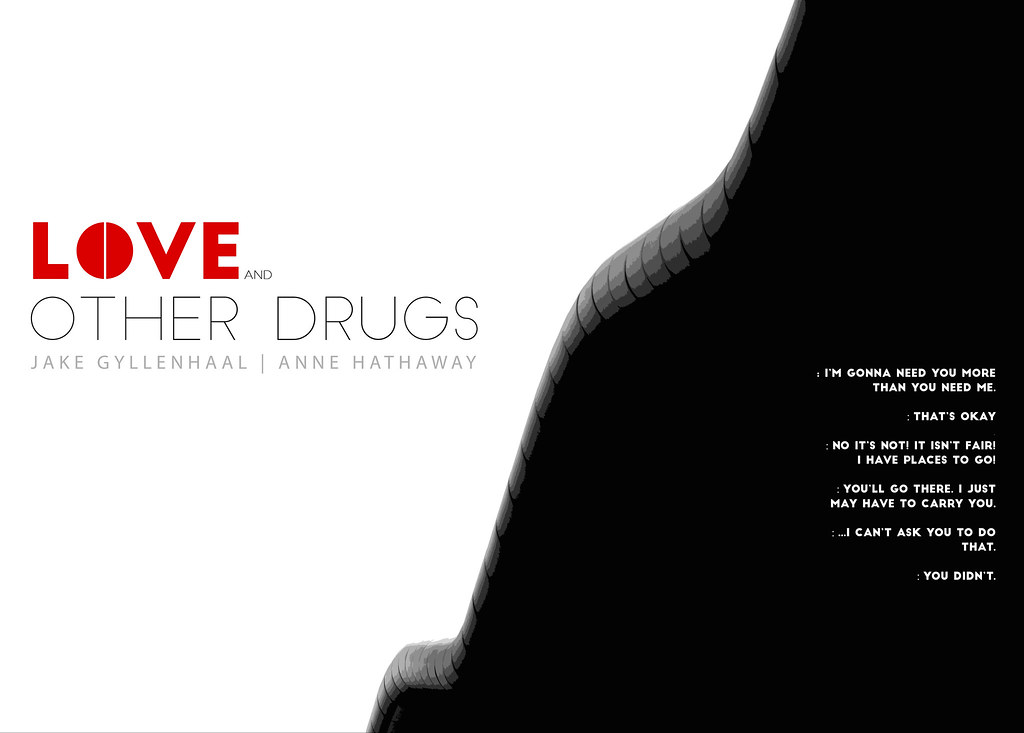 LOVE AND
OTHER DRUGS
JAKE GYLLENHAAL | ANNE HATHAWAY
: I'M GONNA NEED YOU MORE
THAN YOU NEED ME.
: THAT'S OKAY
: NO IT'S NOT! IT ISN'T FAIR!
I HAVE PLACES TO GO!
: YOU'LL GO THERE. I JUST
MAY HAVE TO CARRY YOU.
: ...I CAN'T ASK YOU TO DO
THAT.
: YOU DIDN'T.